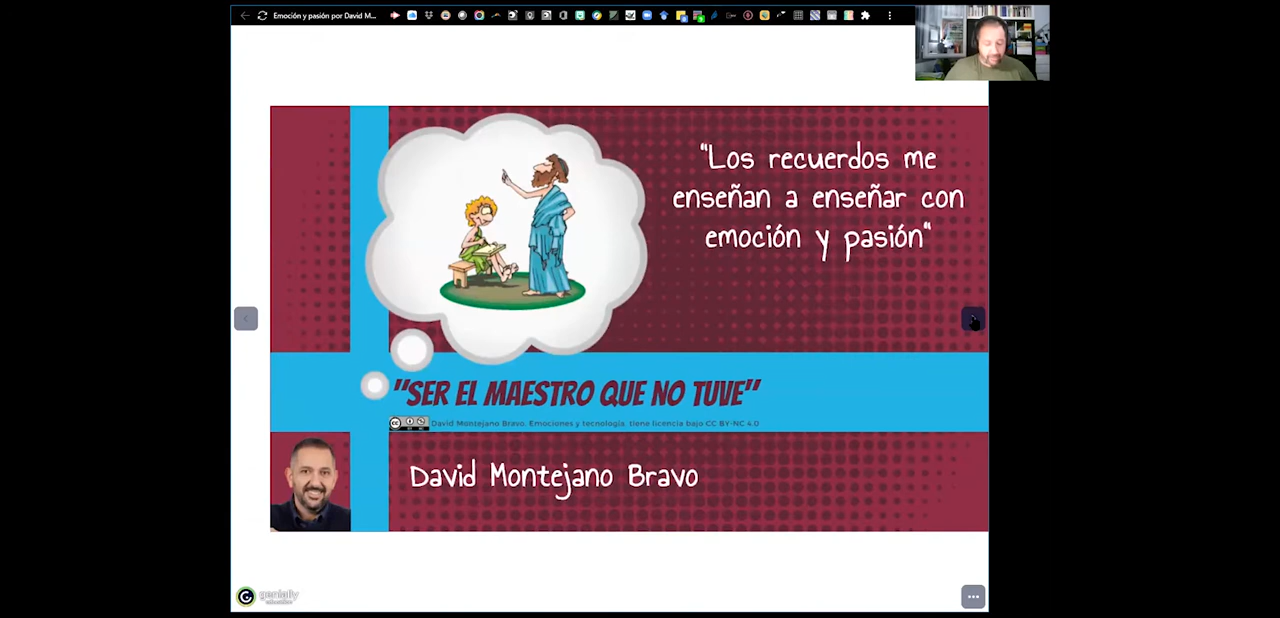 Emoción y pasión por David M...
"Los recuerdos me
enseñan a enseñar con
emoción y pasión"
"SER EL MAESTRO QUE NO TUVE"
David Montejano Bravo. Emociones y tecnología. tiene licencia bajo CC BY-NC 4.0
David Montejano Bravo
genially